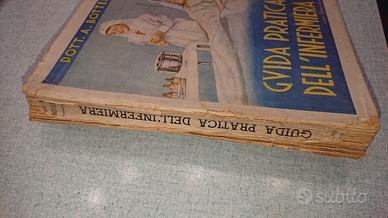 DOTT. A. BOTTE
GVIDA PRATICA
DELL'INFERMIERA
GUIDA PRATICA DELL'INFERMIERA
subito